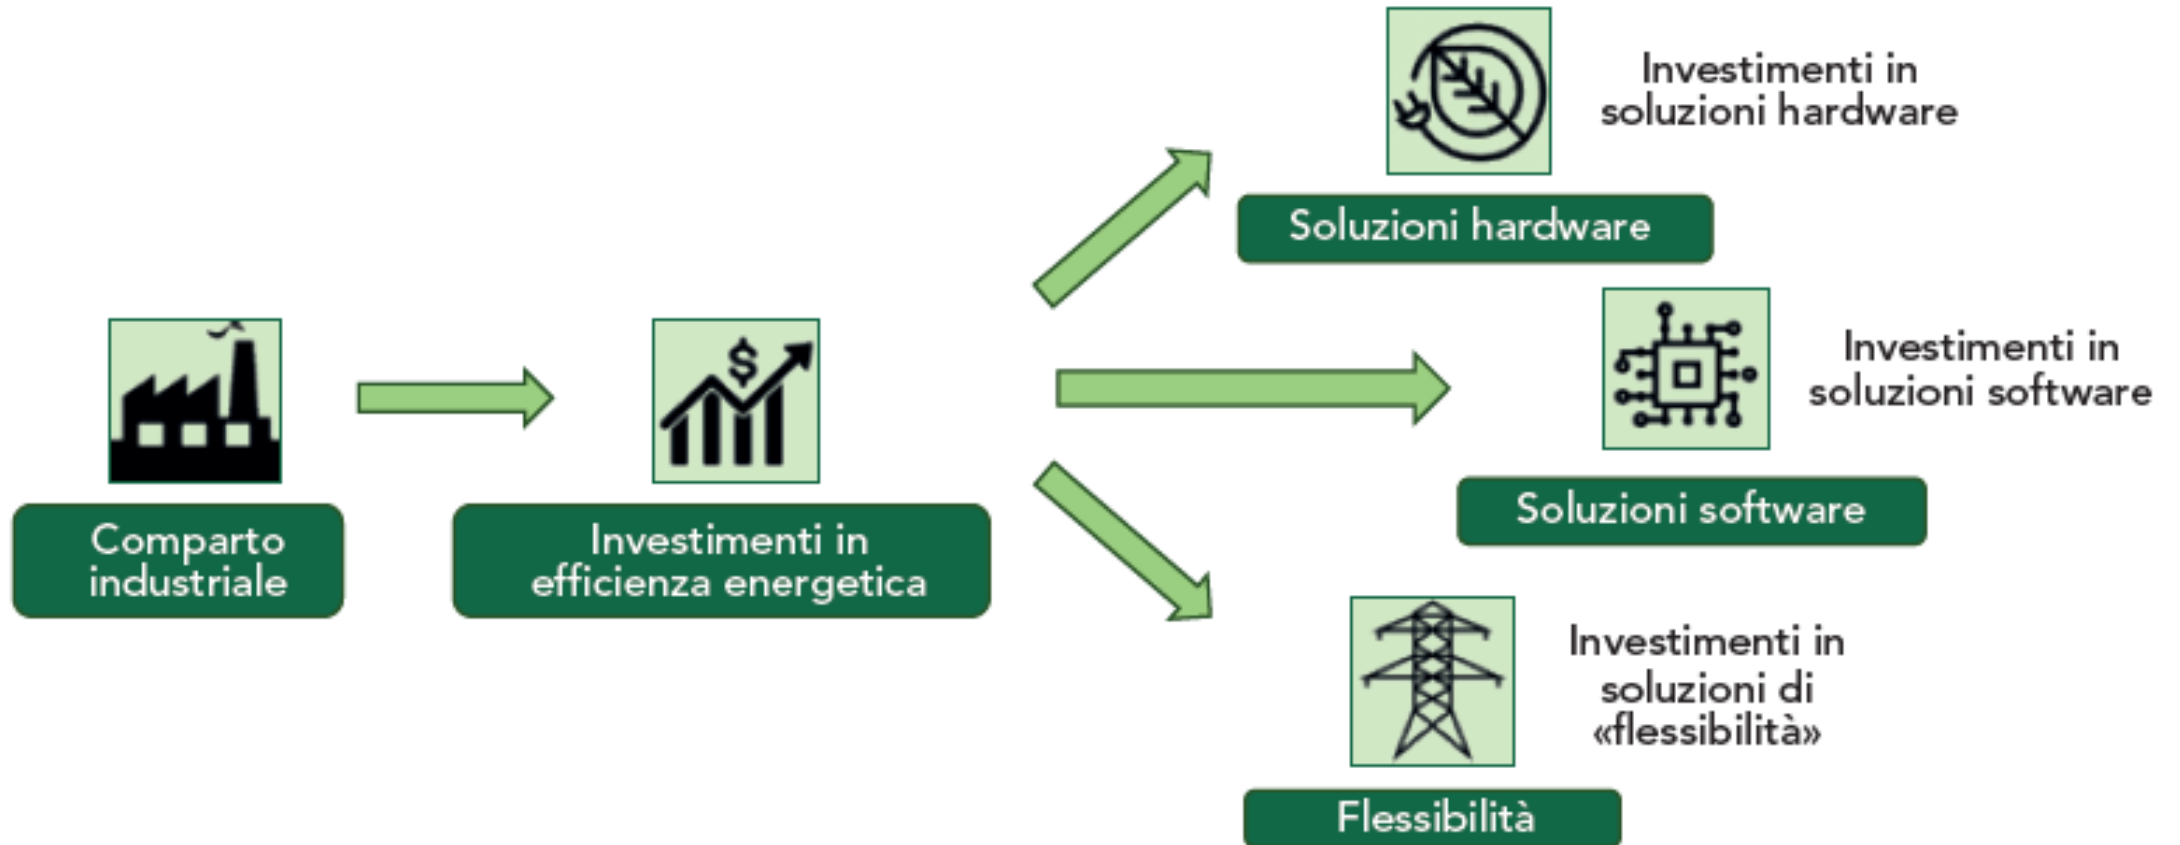 Comparto
industriale
Investimenti in
efficienza energetica
Investimenti in
soluzioni hardware
Soluzioni hardware
Investimenti in
soluzioni software
Soluzioni software
Investimenti in
soluzioni di
«flessibilità»
Flessibilità
$